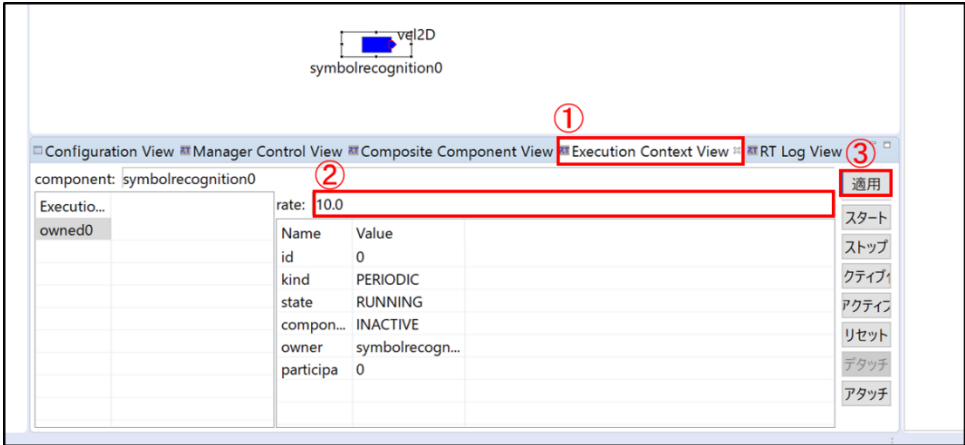 vel2D
symbolrecognition0
①
Configuration View Manager Control View Composite Component View Execution Context View RT Log View
③
component: symbolrecognition0
②
適用
Executio...
rate: 10.0
スタート
owned0
Name Value
ストップ
id 0
クティブ
kind PERIODIC
アクティブ
state RUNNING
リセット
compon... INACTIVE
owner symbolrecogn...
デタッチ
participa 0
アタッチ